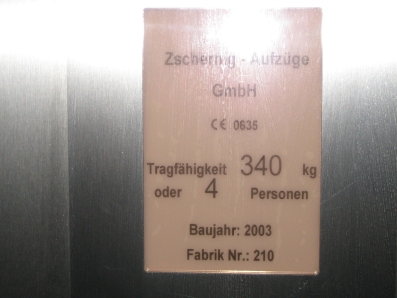 Zschernig - Aufzüge
GmbH
CE 0635
Tragfähigkeit 340 kg
oder 4 Personen
Baujahr: 2003
Fabrik Nr.: 210